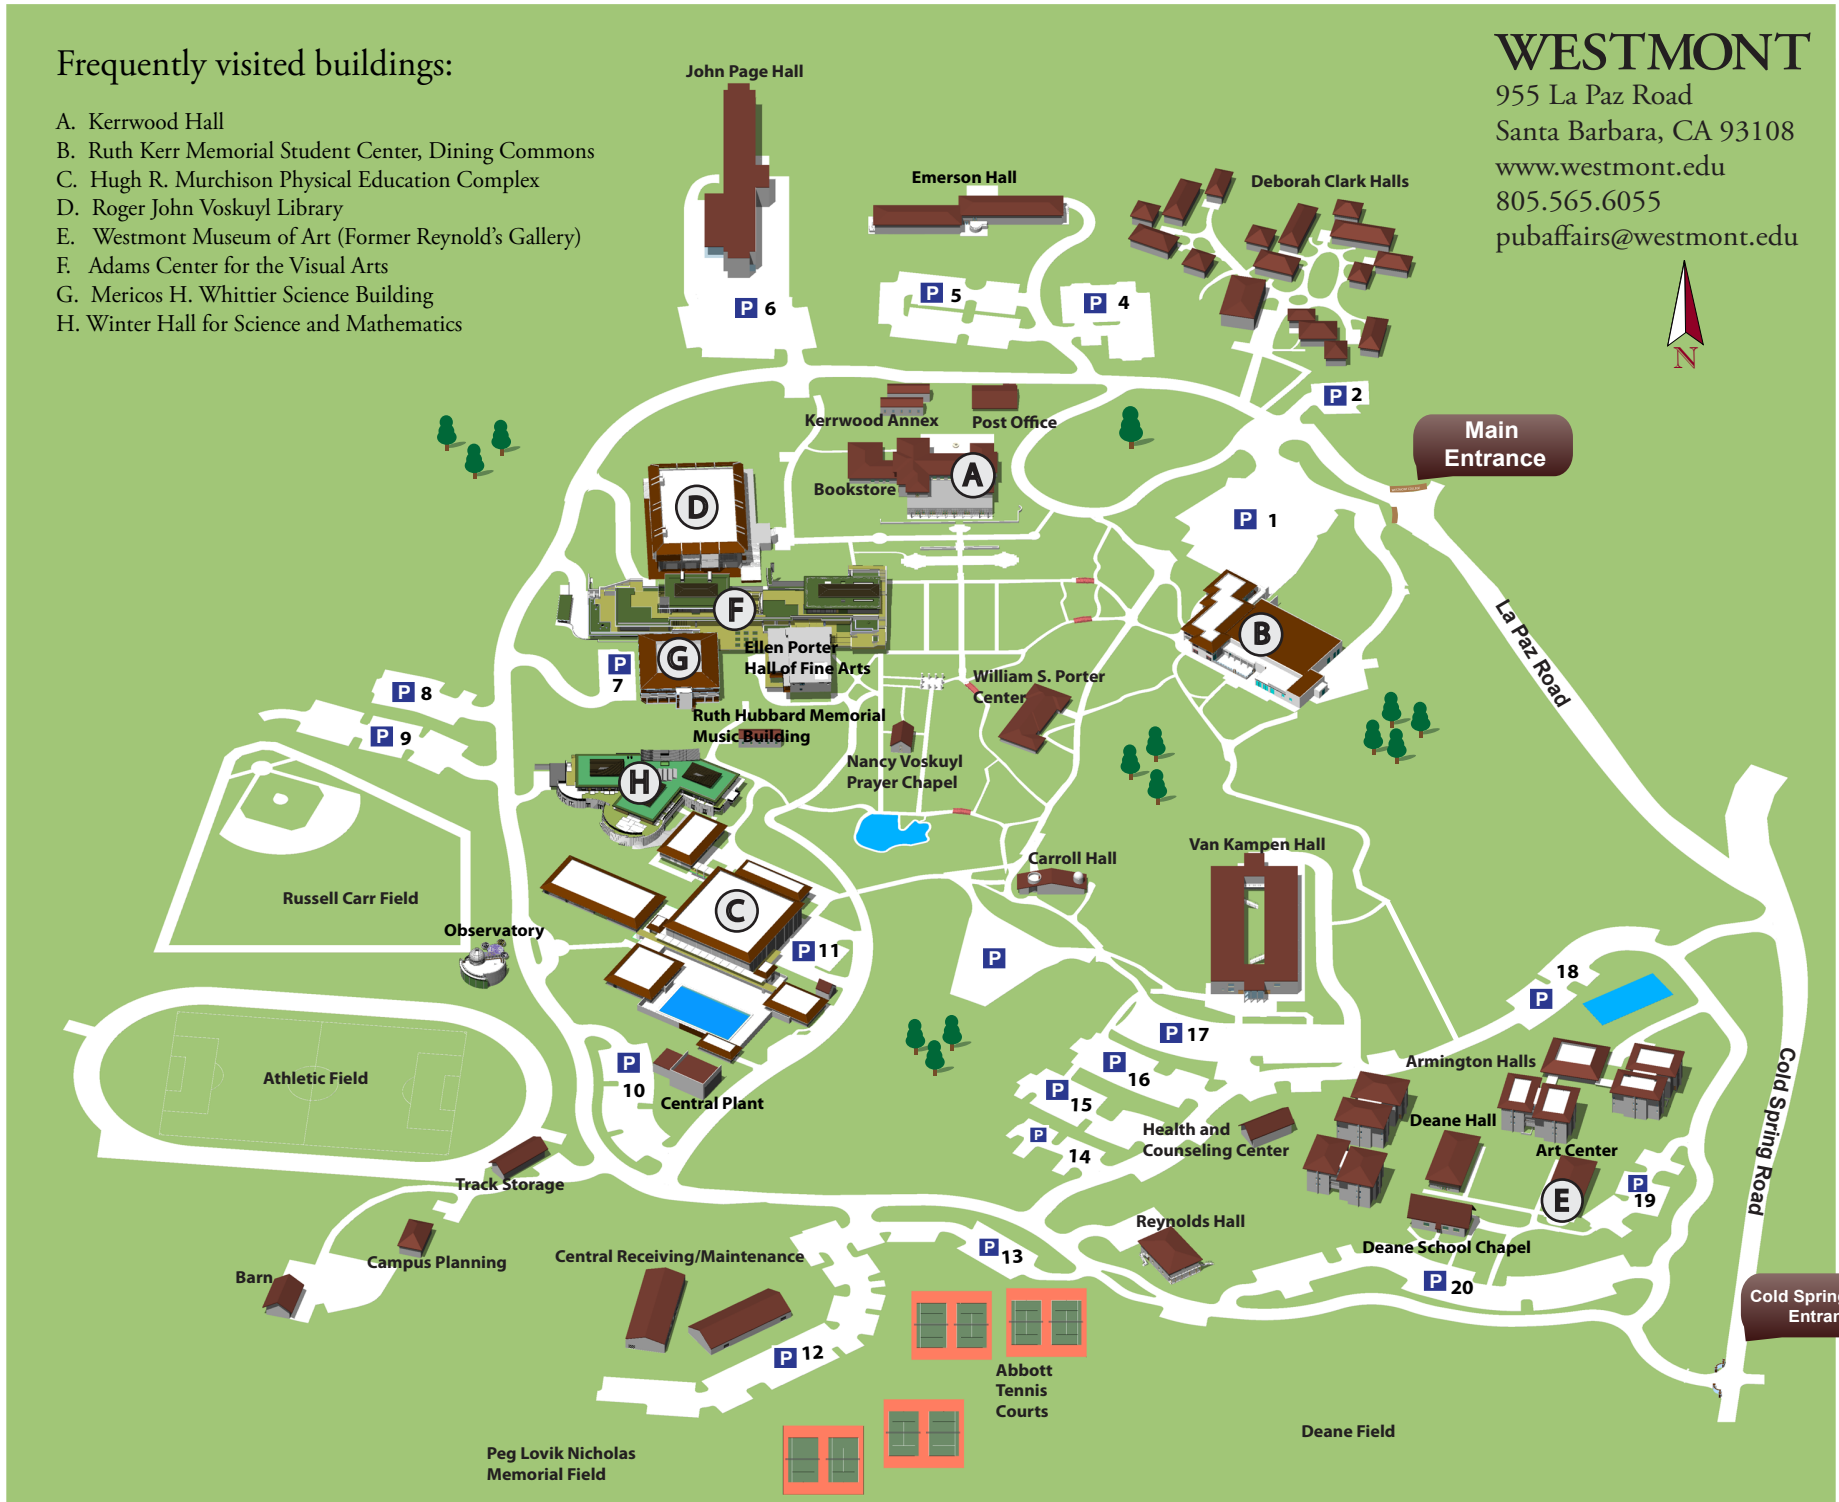 Frequently visited buildings:
A. Kerrwood Hall
B. Ruth Kerr Memorial Student Center, Dining Commons
C. Hugh R. Murchison Physical Education Complex
D. Roger John Voskuyl Library
E. Westmont Museum of Art (Former Reynold's Gallery)
F. Adams Center for the Visual Arts
G. Mericos H. Whittier Science Building
H. Winter Hall for Science and Mathematics
WESTMONT
955 La Paz Road
Santa Barbara, CA 93108
www.westmont.edu
805.565.6055
pubaffairs@westmont.edu
N
John Page Hall
Emerson Hall
Deborah Clark Halls
P 6
P 5
P 4
P 2
Kerrwood Annex
Post Office
Main
Entrance
Bookstore
A
D
P 1
F
B
G
P
7
Ellen Porter
Hall of Fine Arts
La Paz Road
William S. Porter
Center
P 8
P 9
Ruth Hubbard Memorial
Music Building
Nancy Voskuyl
Prayer Chapel
H
Carroll Hall
Van Kampen Hall
Russell Carr Field
C
Observatory
P 11
P
18
P
P 17
Athletic Field
P
10
Central Plant
P
16
P
15
P
14
Health and
Counseling Center
Armington Halls
Deane Hall
Art Center
E
P
19
Cold Spring Road
Track Storage
Campus Planning
Barn
Central Receiving/Maintenance
P 13
Reynolds Hall
Deane School Chapel
P 20
Cold Spring
Entran
P 12
Abbott
Tennis
Courts
Deane Field
Peg Lovik Nicholas
Memorial Field